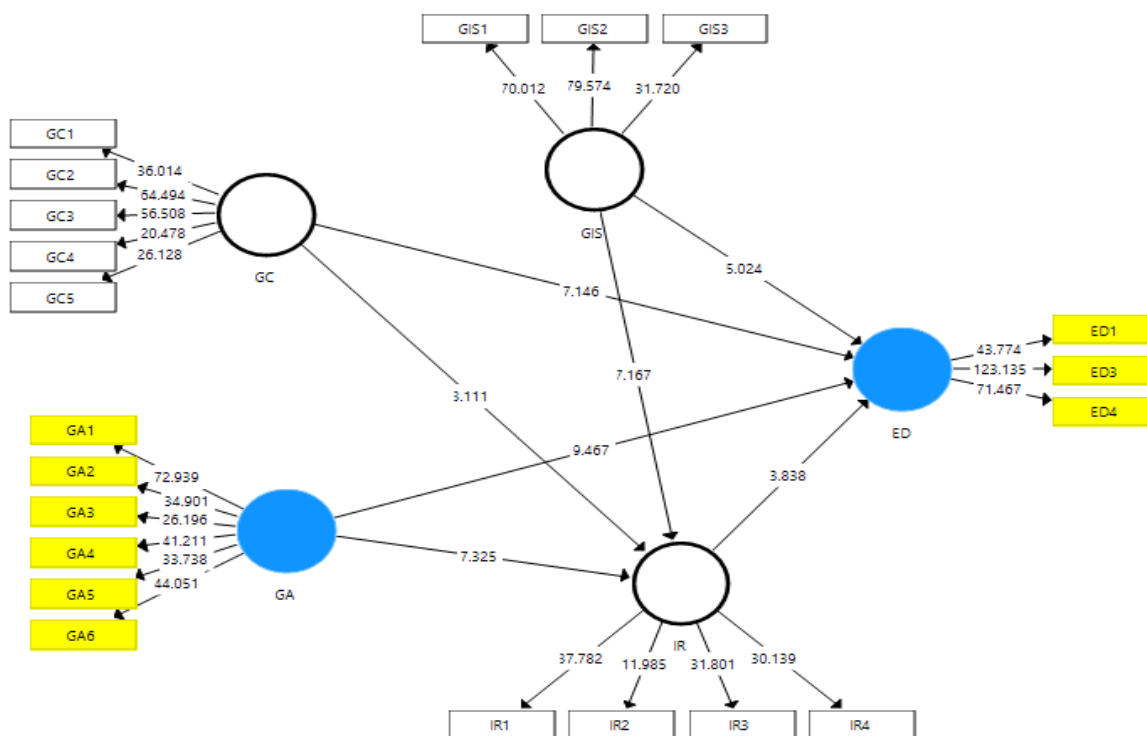 GIS1
GIS2
GIS3
70.012
79.574
31.720
GC1
GC2
GC3
GC4
GC5
36.014
64.494
56.508
20.478
26.128
GC
GIS
5.024
7.146
7.167
3.111
ED1
ED3
ED4
43.774
123.135
71.467
ED
GA1
GA2
GA3
GA4
GA5
GA6
72.939
34.901
26.196
41.211
33.738
44.051
GA
9.467
3.838
7.325
IR
37.782
11.985
31.801
30.139
IR1
IR2
IR3
IR4